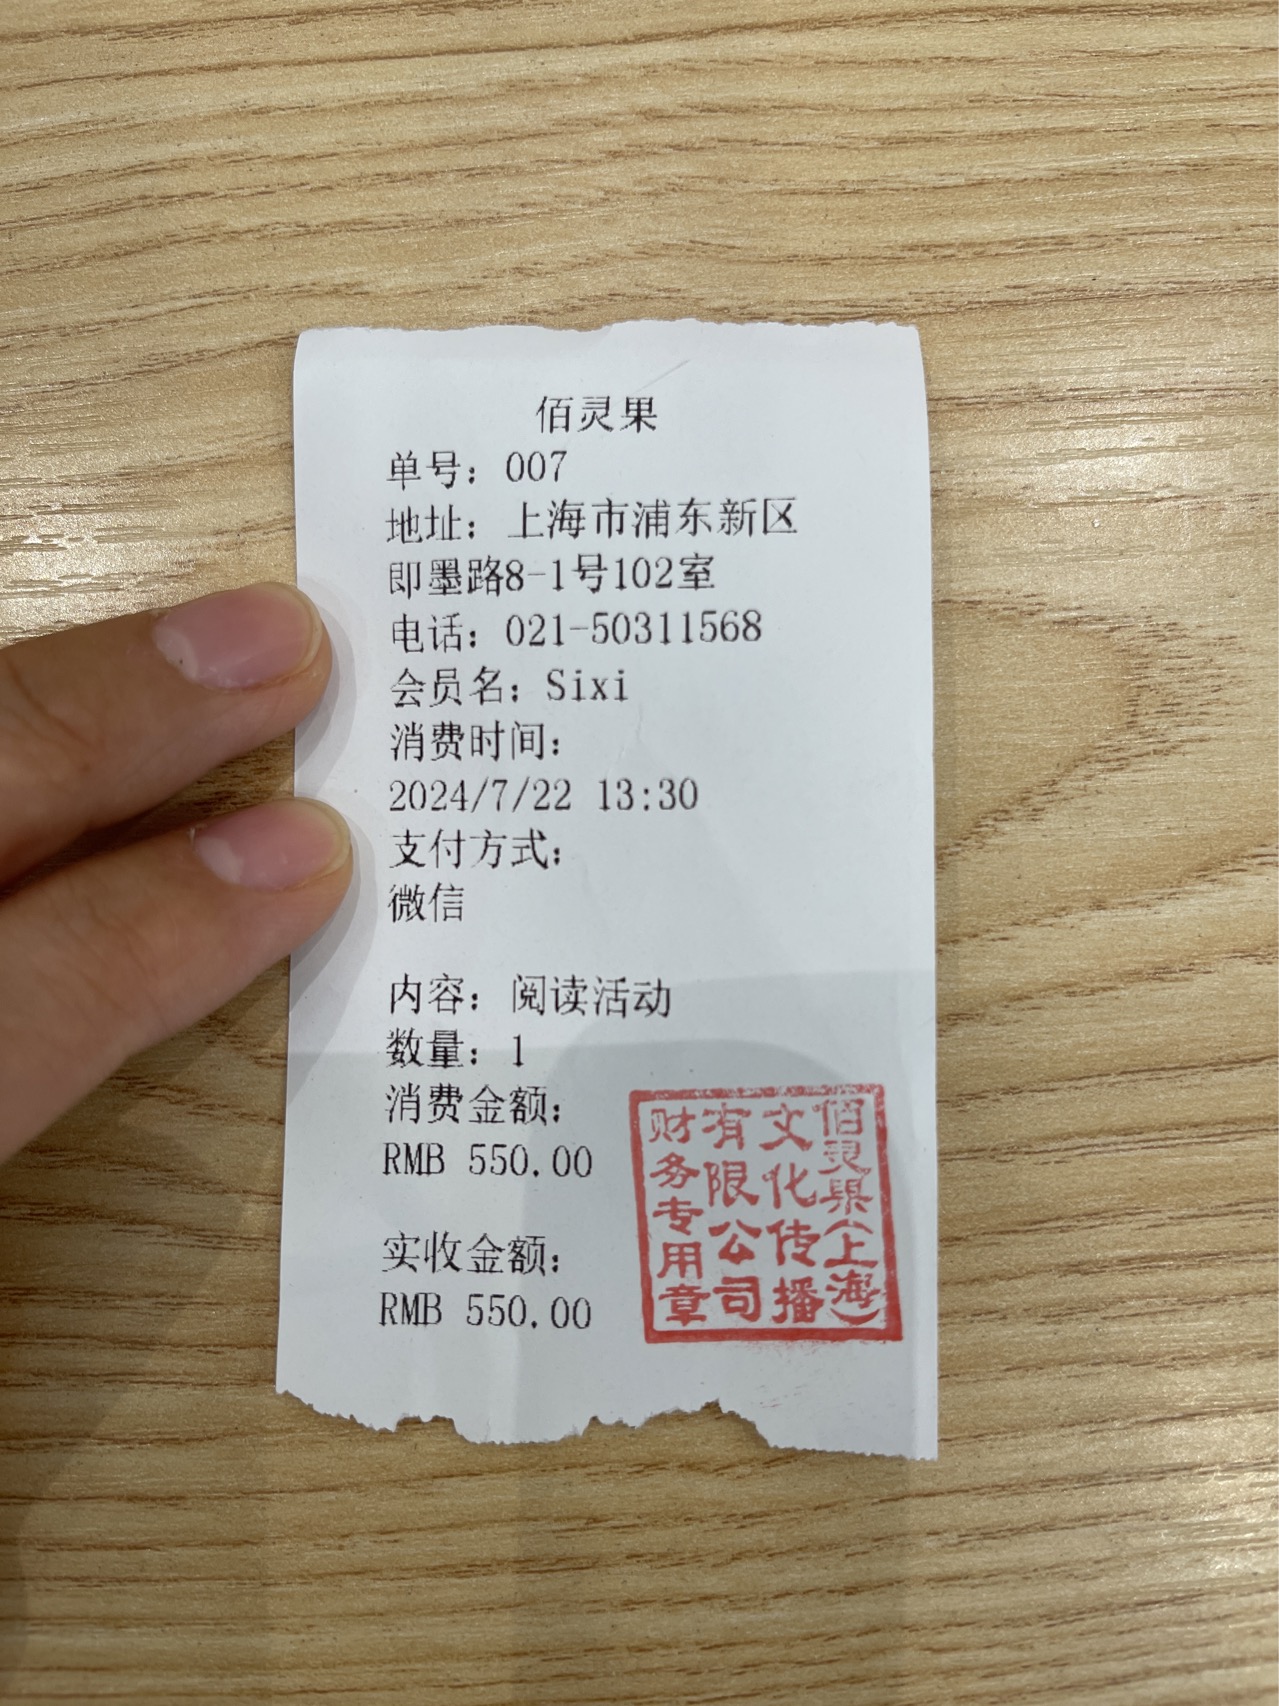 佰灵果
单号：007
地址：上海市浦东新区
即墨路8-1号102室
电话：021-50311568
会员名：Sixi
消费时间：
2024/7/22 13:30
支付方式：
微信
内容：阅读活动
数量：1
消费金额：
RMB 550.00
实收金额：
RMB 550.00
佰灵果（上海）
文化传播
有限公司
财务专用章